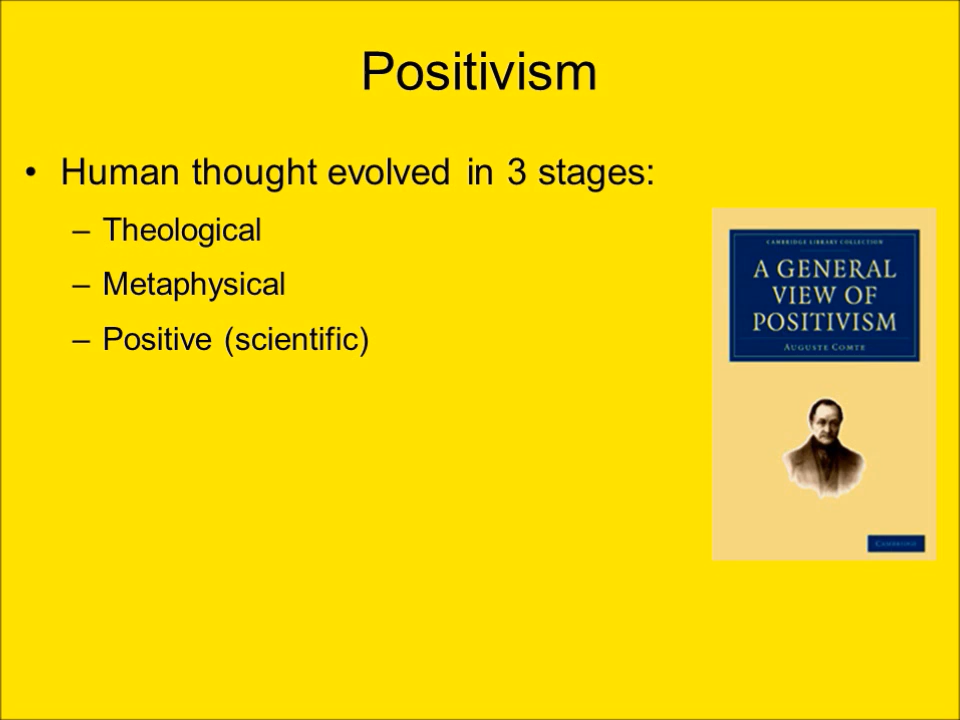 Positivism
• Human thought evolved in 3 stages:
– Theological
– Metaphysical
– Positive (scientific)
CAMBRIDGE LIBRARY COLLECTION
A GENERAL
VIEW OF
POSITIVISM
AUGUSTE COMTE
CAMBRIDGE